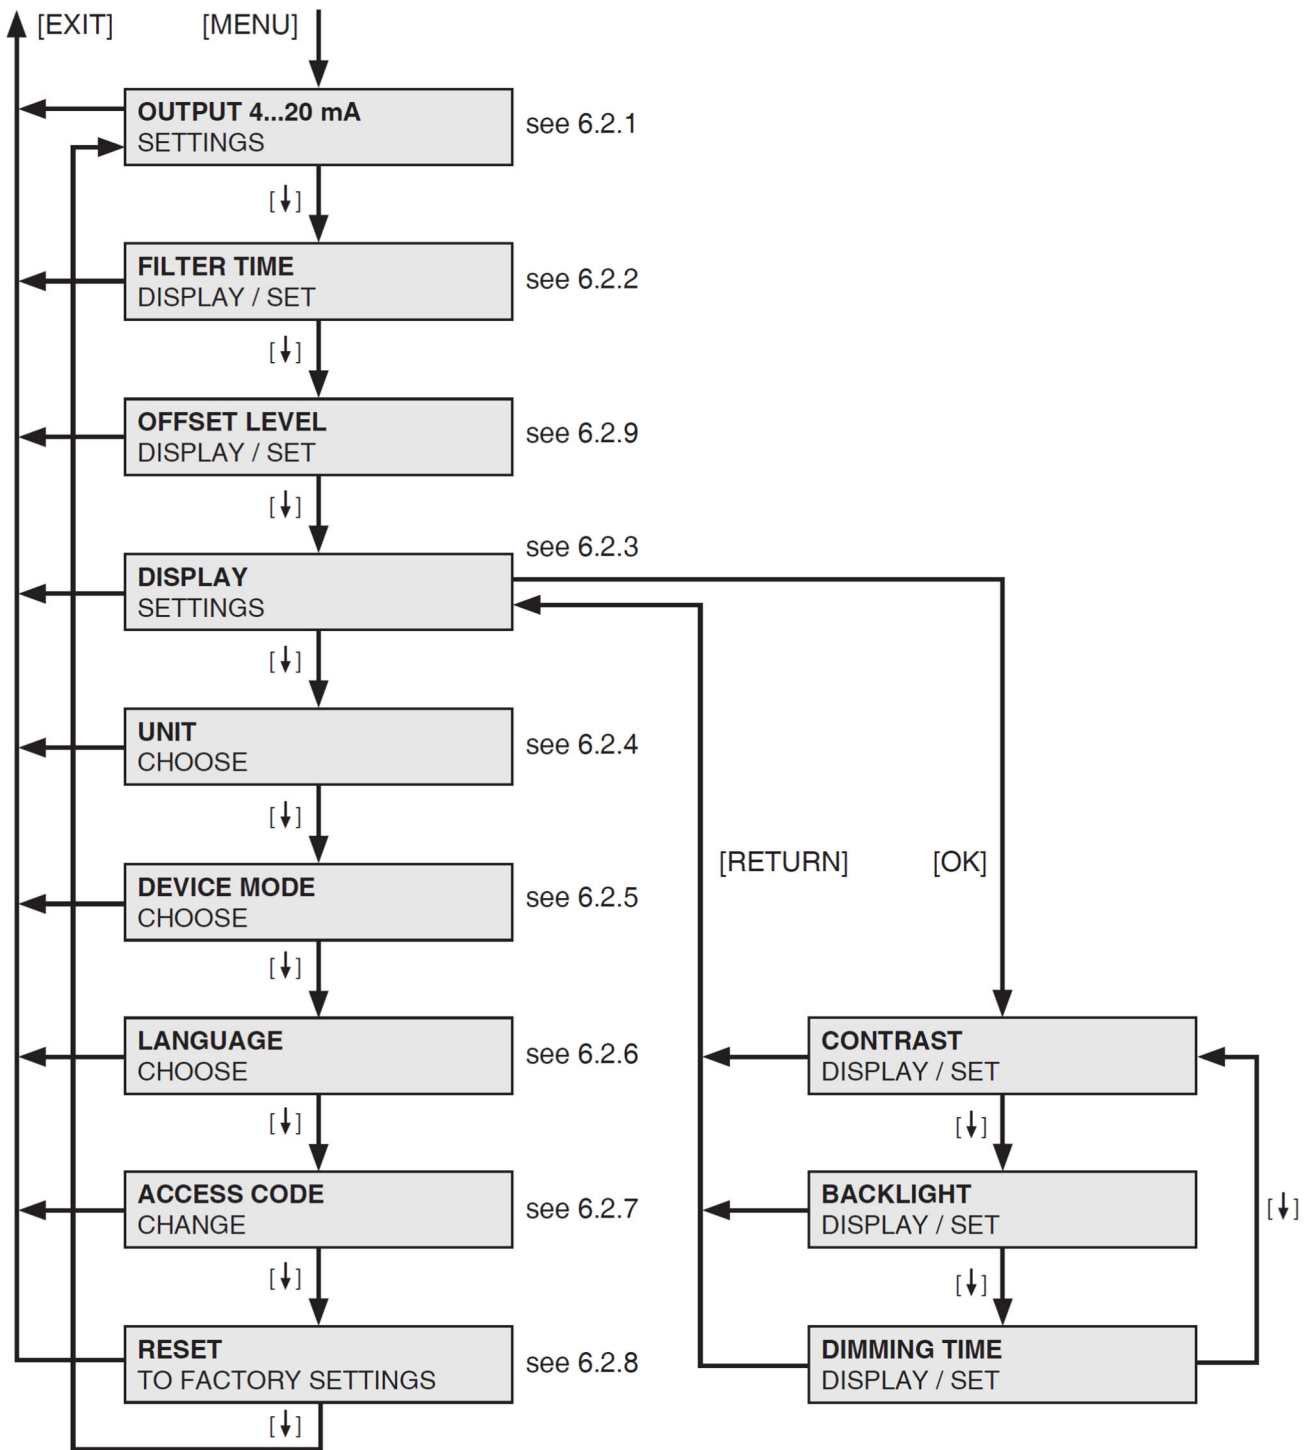 [EXIT]
[MENU]
OUTPUT 4...20 mA
SETTINGS
see 6.2.1
[↓]
FILTER TIME
DISPLAY / SET
see 6.2.2
[↓]
OFFSET LEVEL
DISPLAY / SET
see 6.2.9
[↓]
DISPLAY
SETTINGS
see 6.2.3
[↓]
UNIT
CHOOSE
see 6.2.4
[↓]
DEVICE MODE
CHOOSE
see 6.2.5
[↓]
LANGUAGE
CHOOSE
see 6.2.6
[↓]
ACCESS CODE
CHANGE
see 6.2.7
[↓]
RESET
TO FACTORY SETTINGS
see 6.2.8
[↓]
[RETURN]
[OK]
CONTRAST
DISPLAY / SET
[↓]
BACKLIGHT
DISPLAY / SET
[↓]
[↓]
DIMMING TIME
DISPLAY / SET